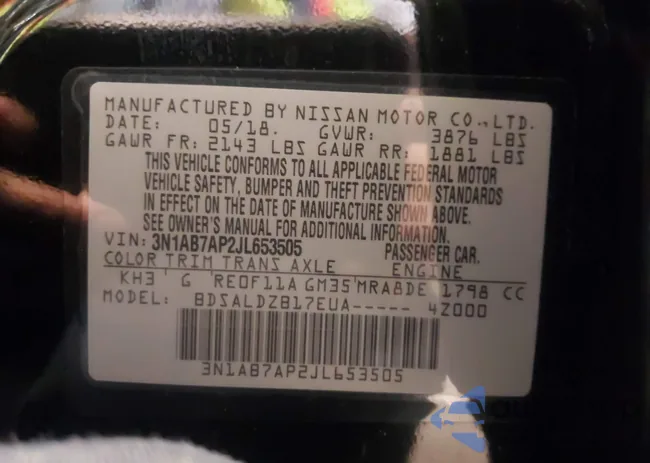 MANUFACTURED BY NISSAN MOTOR CO.,LTD.
DATE: 05/18. GVWR: 3876 LBS
GAWR FR: 2143 LBS GAWR RR: 1881 LBS
THIS VEHICLE CONFORMS TO ALL APPLICABLE FEDERAL MOTOR
VEHICLE SAFETY, BUMPER AND THEFT PREVENTION STANDARDS
IN EFFECT ON THE DATE OF MANUFACTURE SHOWN ABOVE.
SEE OWNER'S MANUAL FOR ADDITIONAL INFORMATION.
VIN: 3N1AB7AP2JL653505 PASSENGER CAR.
COLOR TRIM TRANS AXLE ENGINE
KH3 ' G 'RE0F11A GM35'MRA8DE 1798 CC
MODEL: BDSALDZB17EUA----- 4Z000
3N1AB7AP2JL653505